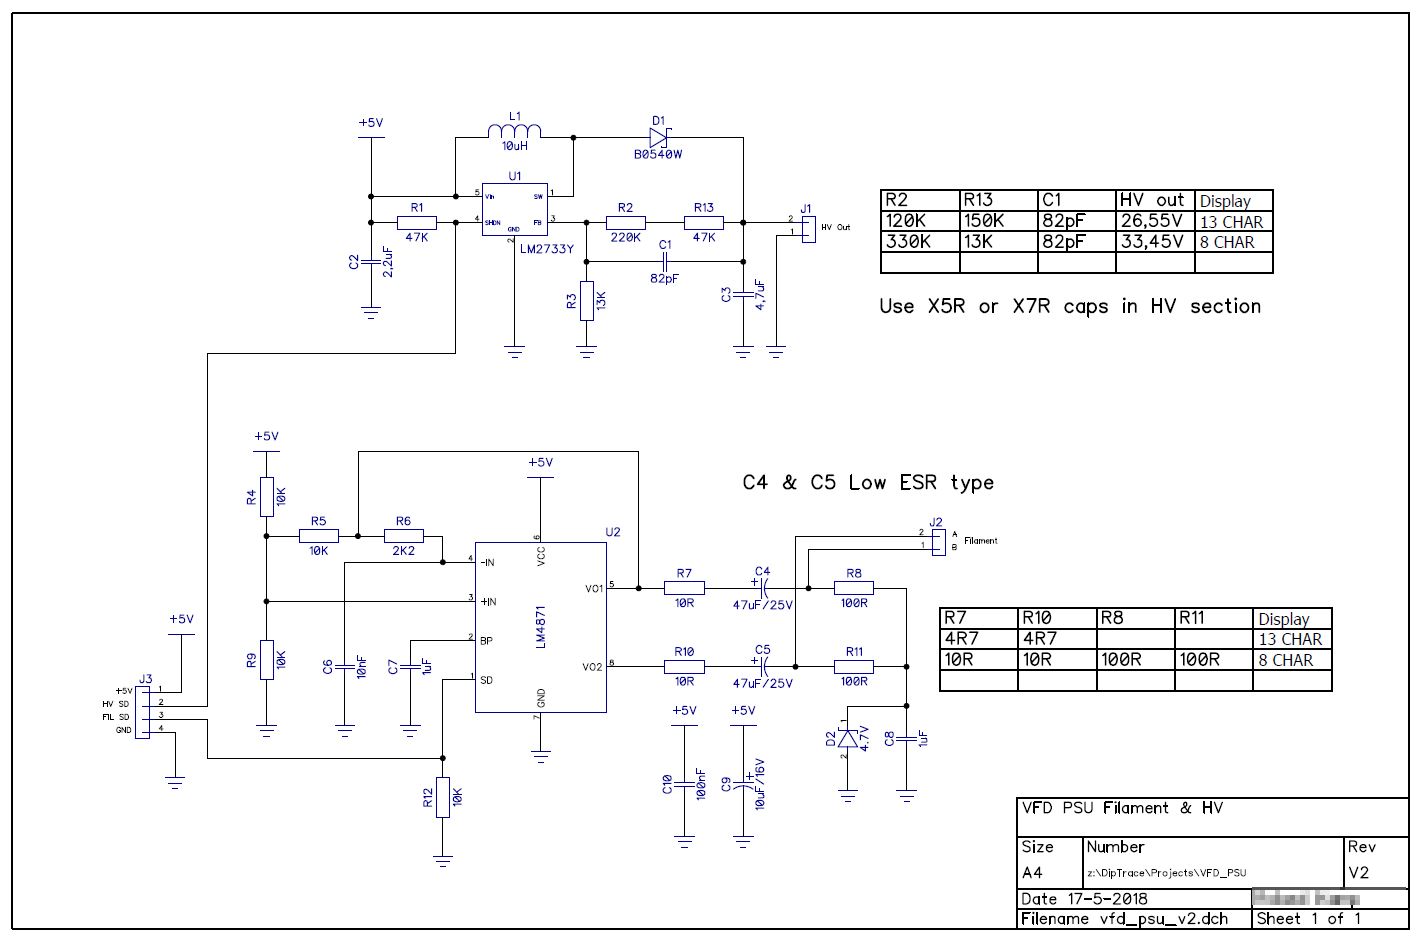 +5V
L1
10uH
D1
B0540W
U1
5
Vin
SW
1
R1
47K
4
SHDN
FB
3
GND
2
LM2733Y
R2
220K
R13
47K
C1
82pF
J1
2
1
HV Out
C2
2,2uF
R3
13K
C3
4,7uF
R2 R13 C1 HV out Display
120K 150K 82pF 26,55V 13 CHAR
330K 13K 82pF 33,45V 8 CHAR
Use X5R or X7R caps in HV section
+5V
R4
10K
R5
10K
R6
2K2
+5V
6
VCC
U2
4
-IN
3
+IN
2
BP
1
SD
LM4871
VO1
5
VO2
8
GND
7
C4 & C5 Low ESR type
J2
2
A
1
B
Filament
R7
10R
C4
+
47uF/25V
R8
100R
R10
10R
C5
+
47uF/25V
R11
100R
R7 R10 R8 R11 Display
4R7 4R7 13 CHAR
10R 10R 100R 100R 8 CHAR
+5V
R9
10K
C6
10nF
C7
1uF
J3
+5V
1
HV SD
2
FIL SD
3
GND
4
R12
10K
+5V
C10
100nF
+5V
C9
+
10uF/16V
D2
1
2
4.7V
C8
1uF
VFD PSU Filament & HV
Size Number Rev
A4 z:\DipTrace\Projects\VFD_PSU V2
Date 17-5-2018
Filename vfd_psu_v2.dch Sheet 1 of 1